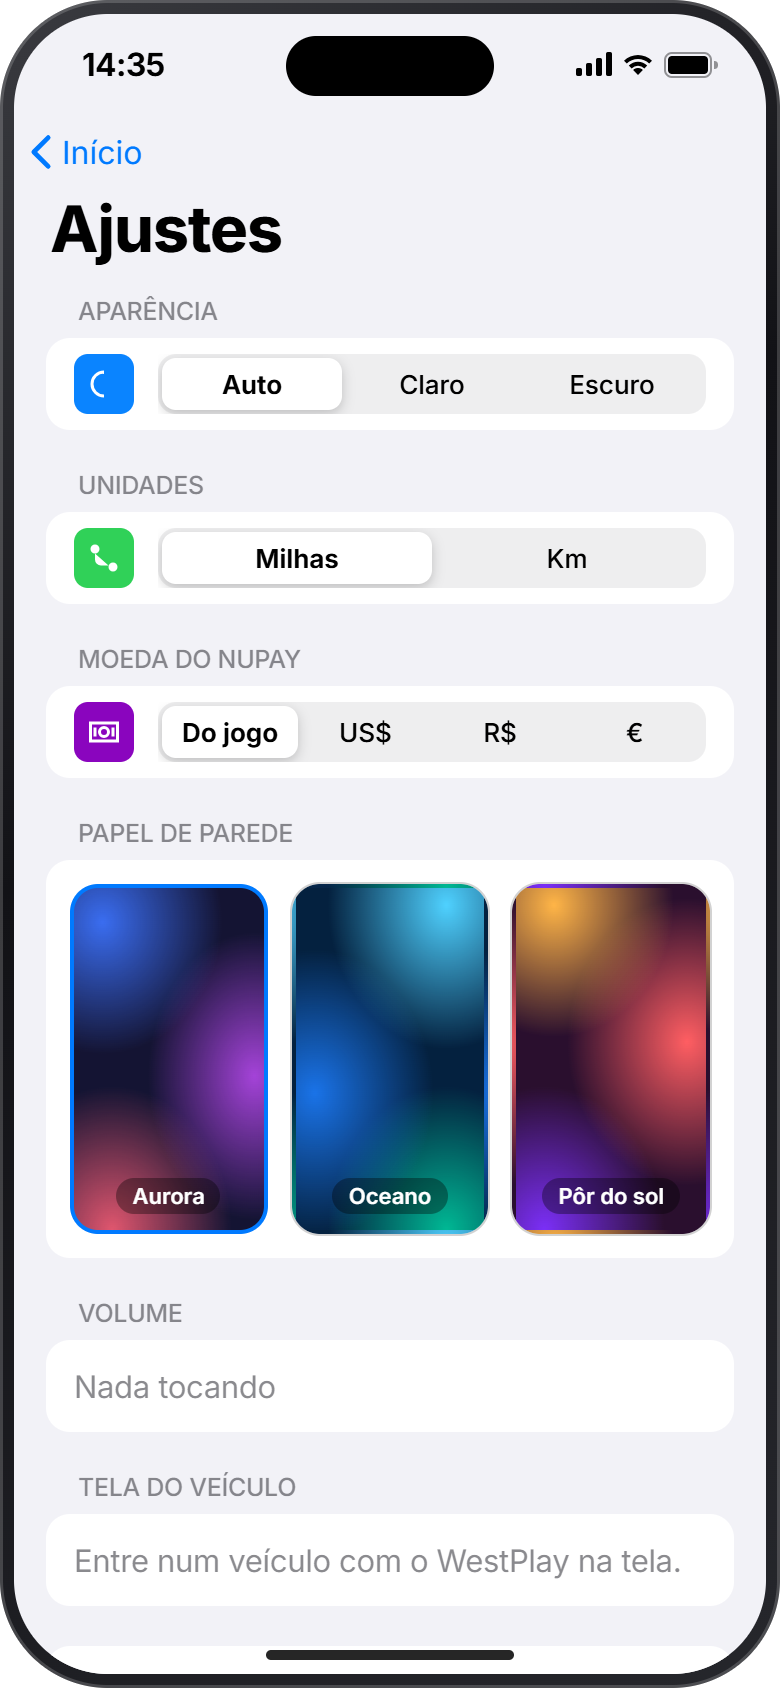 14:35
Início
Ajustes
APARÊNCIA
Auto Claro Escuro
UNIDADES
Milhas Km
MOEDA DO NUPAY
Do jogo US$ R$ €
PAPEL DE PAREDE
Aurora Oceano Pôr do sol
VOLUME
Nada tocando
TELA DO VEÍCULO
Entre num veículo com o WestPlay na tela.